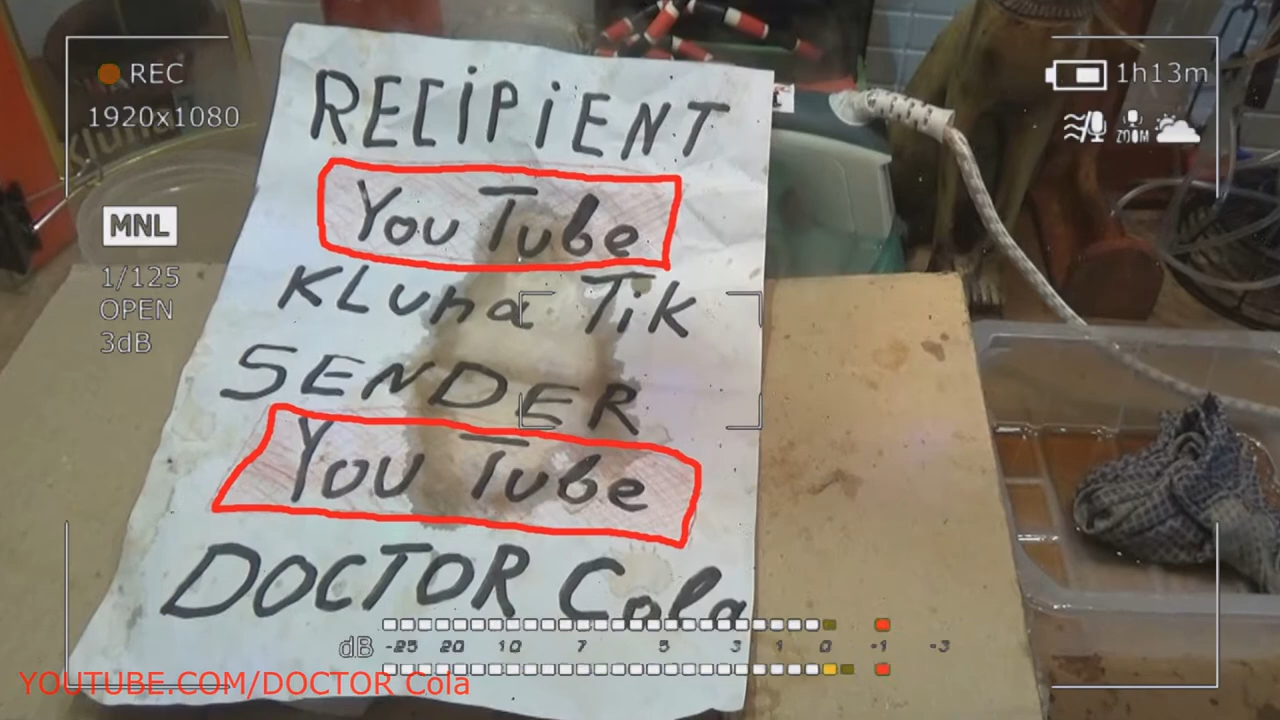 REC
1920x1080
1h13m
ZOOM
MNL
1/125
OPEN
3dB
RECiPiENT
YouTube
KLuna Tik
SENDER
YouTube
DOCTOR Cola
dB -25 20 10 7 5 3 1 0 -1 -3
YOUTUBE.COM/DOCTOR Cola